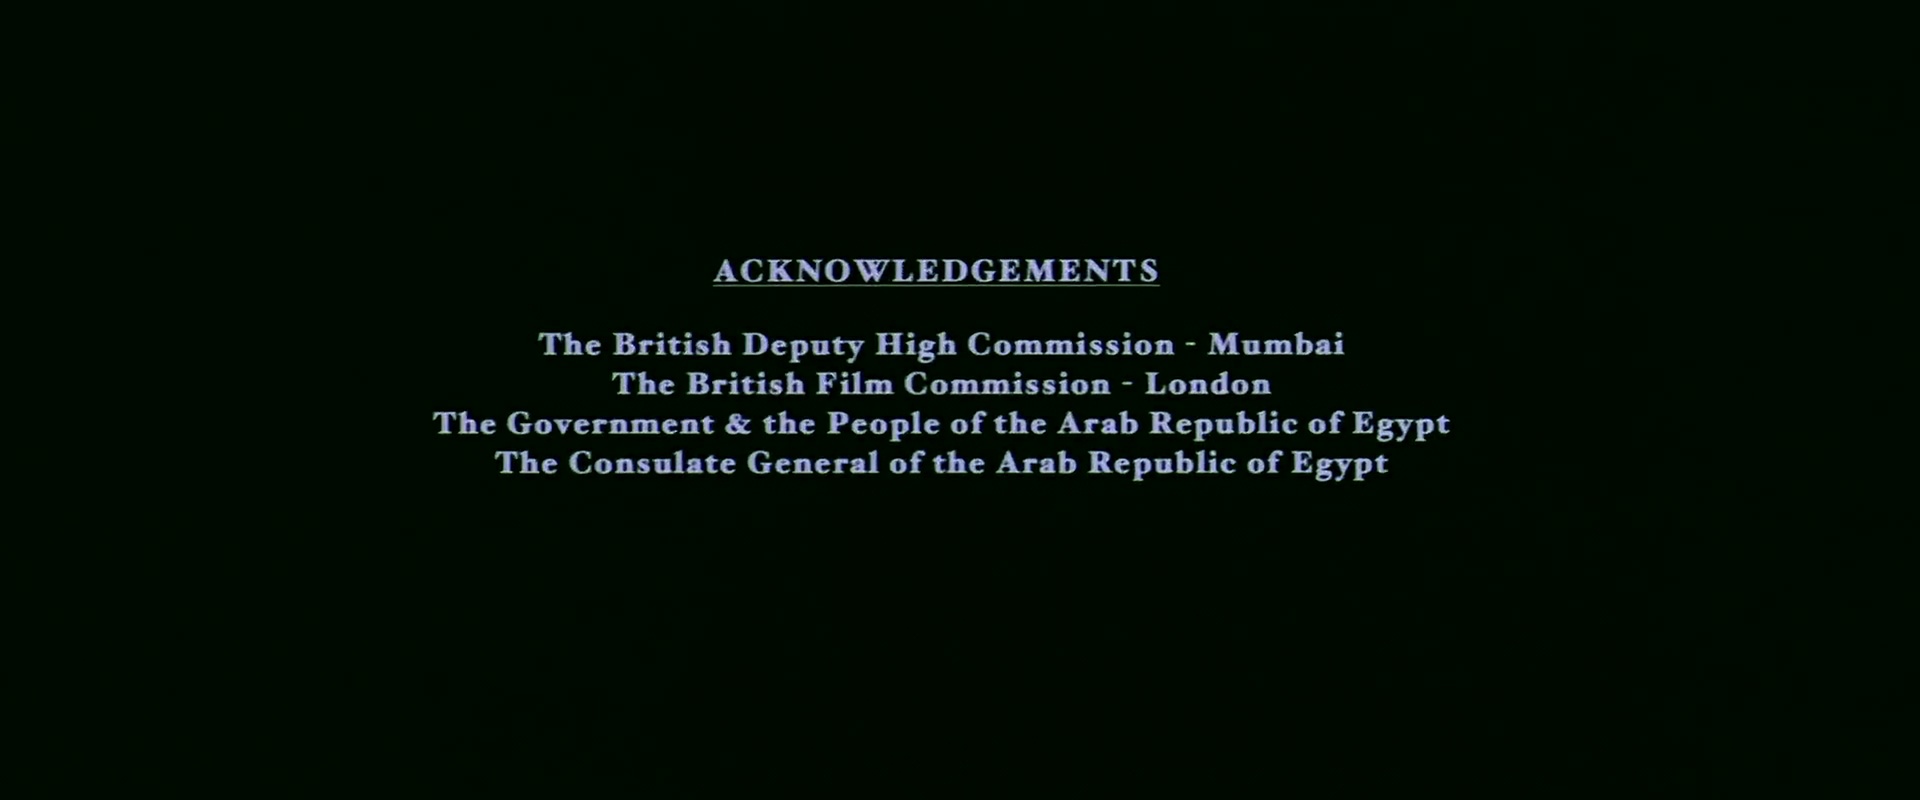 ACKNOWLEDGEMENTS
The British Deputy High Commission - Mumbai
The British Film Commission - London
The Government & the People of the Arab Republic of Egypt
The Consulate General of the Arab Republic of Egypt